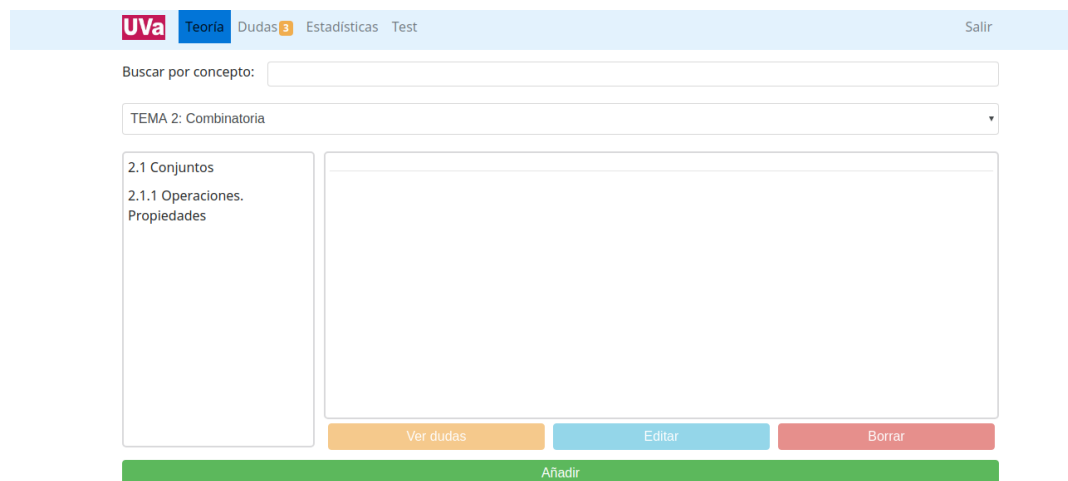 UVa Teoría Dudas 3 Estadísticas Test Salir
Buscar por concepto:
TEMA 2: Combinatoria
2.1 Conjuntos
2.1.1 Operaciones.
Propiedades
Ver dudas Editar Borrar
Añadir